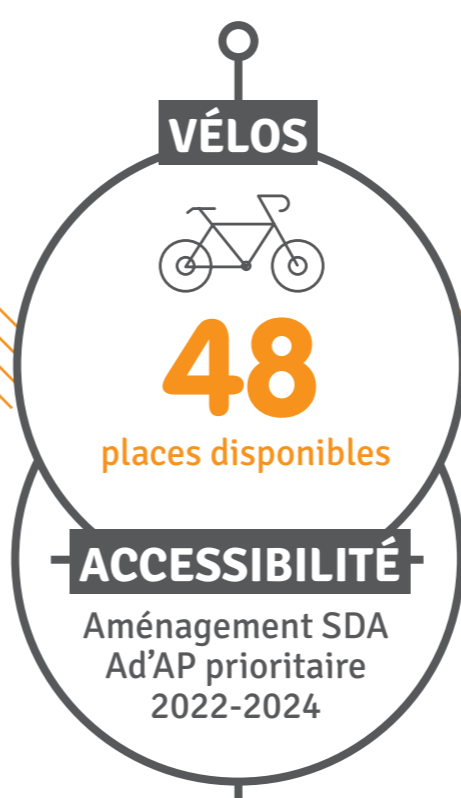 VÉLOS
48
places disponibles
ACCESSIBILITÉ
Aménagement SDA
Ad’AP prioritaire
2022-2024